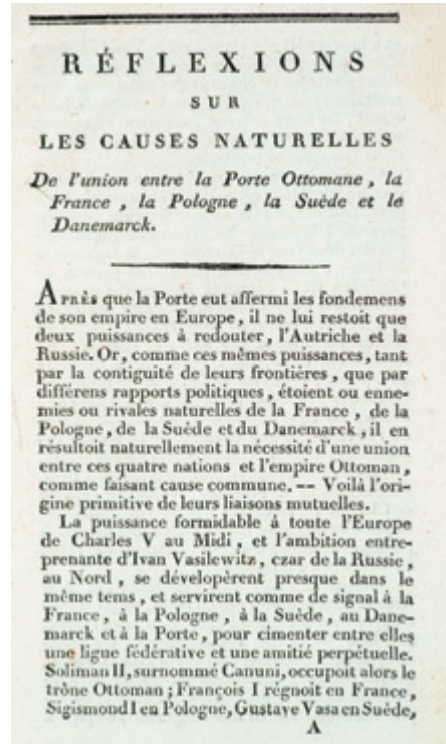 RÉFLEXIONS
SUR
LES CAUSES NATURELLES
De l'union entre la Porte Ottomane, la
France, la Pologne, la Suède et le
Danemarck.
APRÈS que la Porte eut affermi les fondemens
de son empire en Europe, il ne lui restoit que
deux puissances à redouter, l'Autriche et la
Russie. Or, comme ces mêmes puissances, tant
par la contiguité de leurs frontières, que par
différens rapports politiques, étoient ou enne-
mies ou rivales naturelles de la France, de la
Pologne, de la Suède et du Danemarck, il en
résultoit naturellement la nécessité d'une union
entre ces quatre nations et l'empire Ottoman,
comme faisant cause commune. -- Voilà l'ori-
gine primitive de leurs liaisons mutuelles.
La puissance formidable à toute l'Europe
de Charles V au Midi, et l'ambition entre-
prenante d'Ivan Vasilewitz, czar de la Russie,
au Nord, se dévelopèrent presque dans le
même tems, et servirent comme de signal à la
France, à la Pologne, à la Suède, au Dane-
marck et à la Porte, pour cimenter entre elles
une ligue fédérative et une amitié perpétuelle.
Soliman II, surnommé Canuni, occupoit alors le
trône Ottoman; François I régnoit en France,
Sigismond I en Pologne, Gustave Vasa en Suède,
A